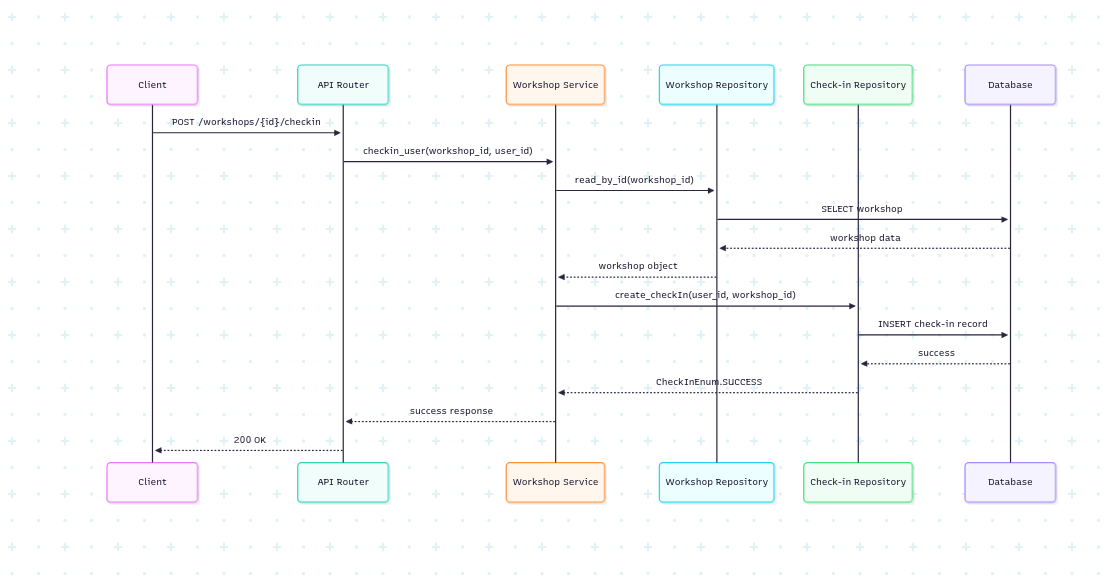 Client
API Router
Workshop Service
Workshop Repository
Check-in Repository
Database
POST /workshops/{id}/checkin
checkin_user(workshop_id, user_id)
read_by_id(workshop_id)
SELECT workshop
workshop data
workshop object
create_checkIn(user_id, workshop_id)
INSERT check-in record
success
CheckInEnum.SUCCESS
success response
200 OK
Client
API Router
Workshop Service
Workshop Repository
Check-in Repository
Database